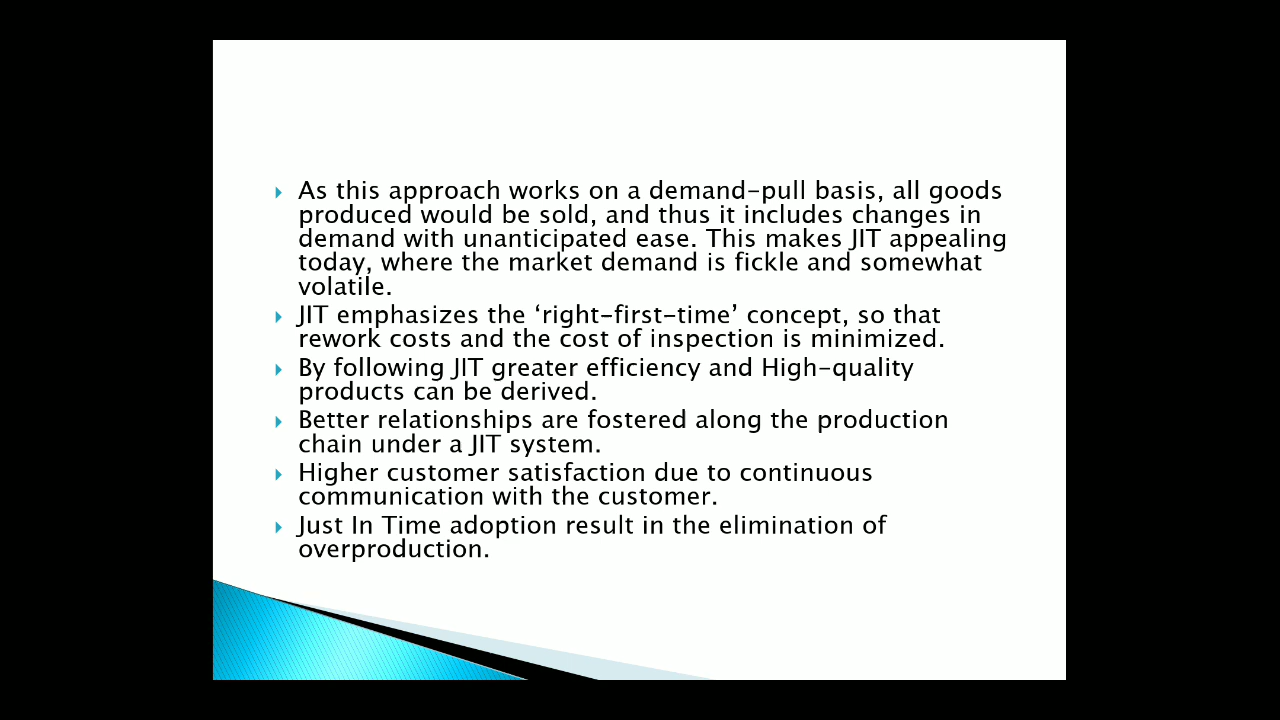 As this approach works on a demand-pull basis, all goods
produced would be sold, and thus it includes changes in
demand with unanticipated ease. This makes JIT appealing
today, where the market demand is fickle and somewhat
volatile.
JIT emphasizes the ‘right-first-time’ concept, so that
rework costs and the cost of inspection is minimized.
By following JIT greater efficiency and High-quality
products can be derived.
Better relationships are fostered along the production
chain under a JIT system.
Higher customer satisfaction due to continuous
communication with the customer.
Just In Time adoption result in the elimination of
overproduction.